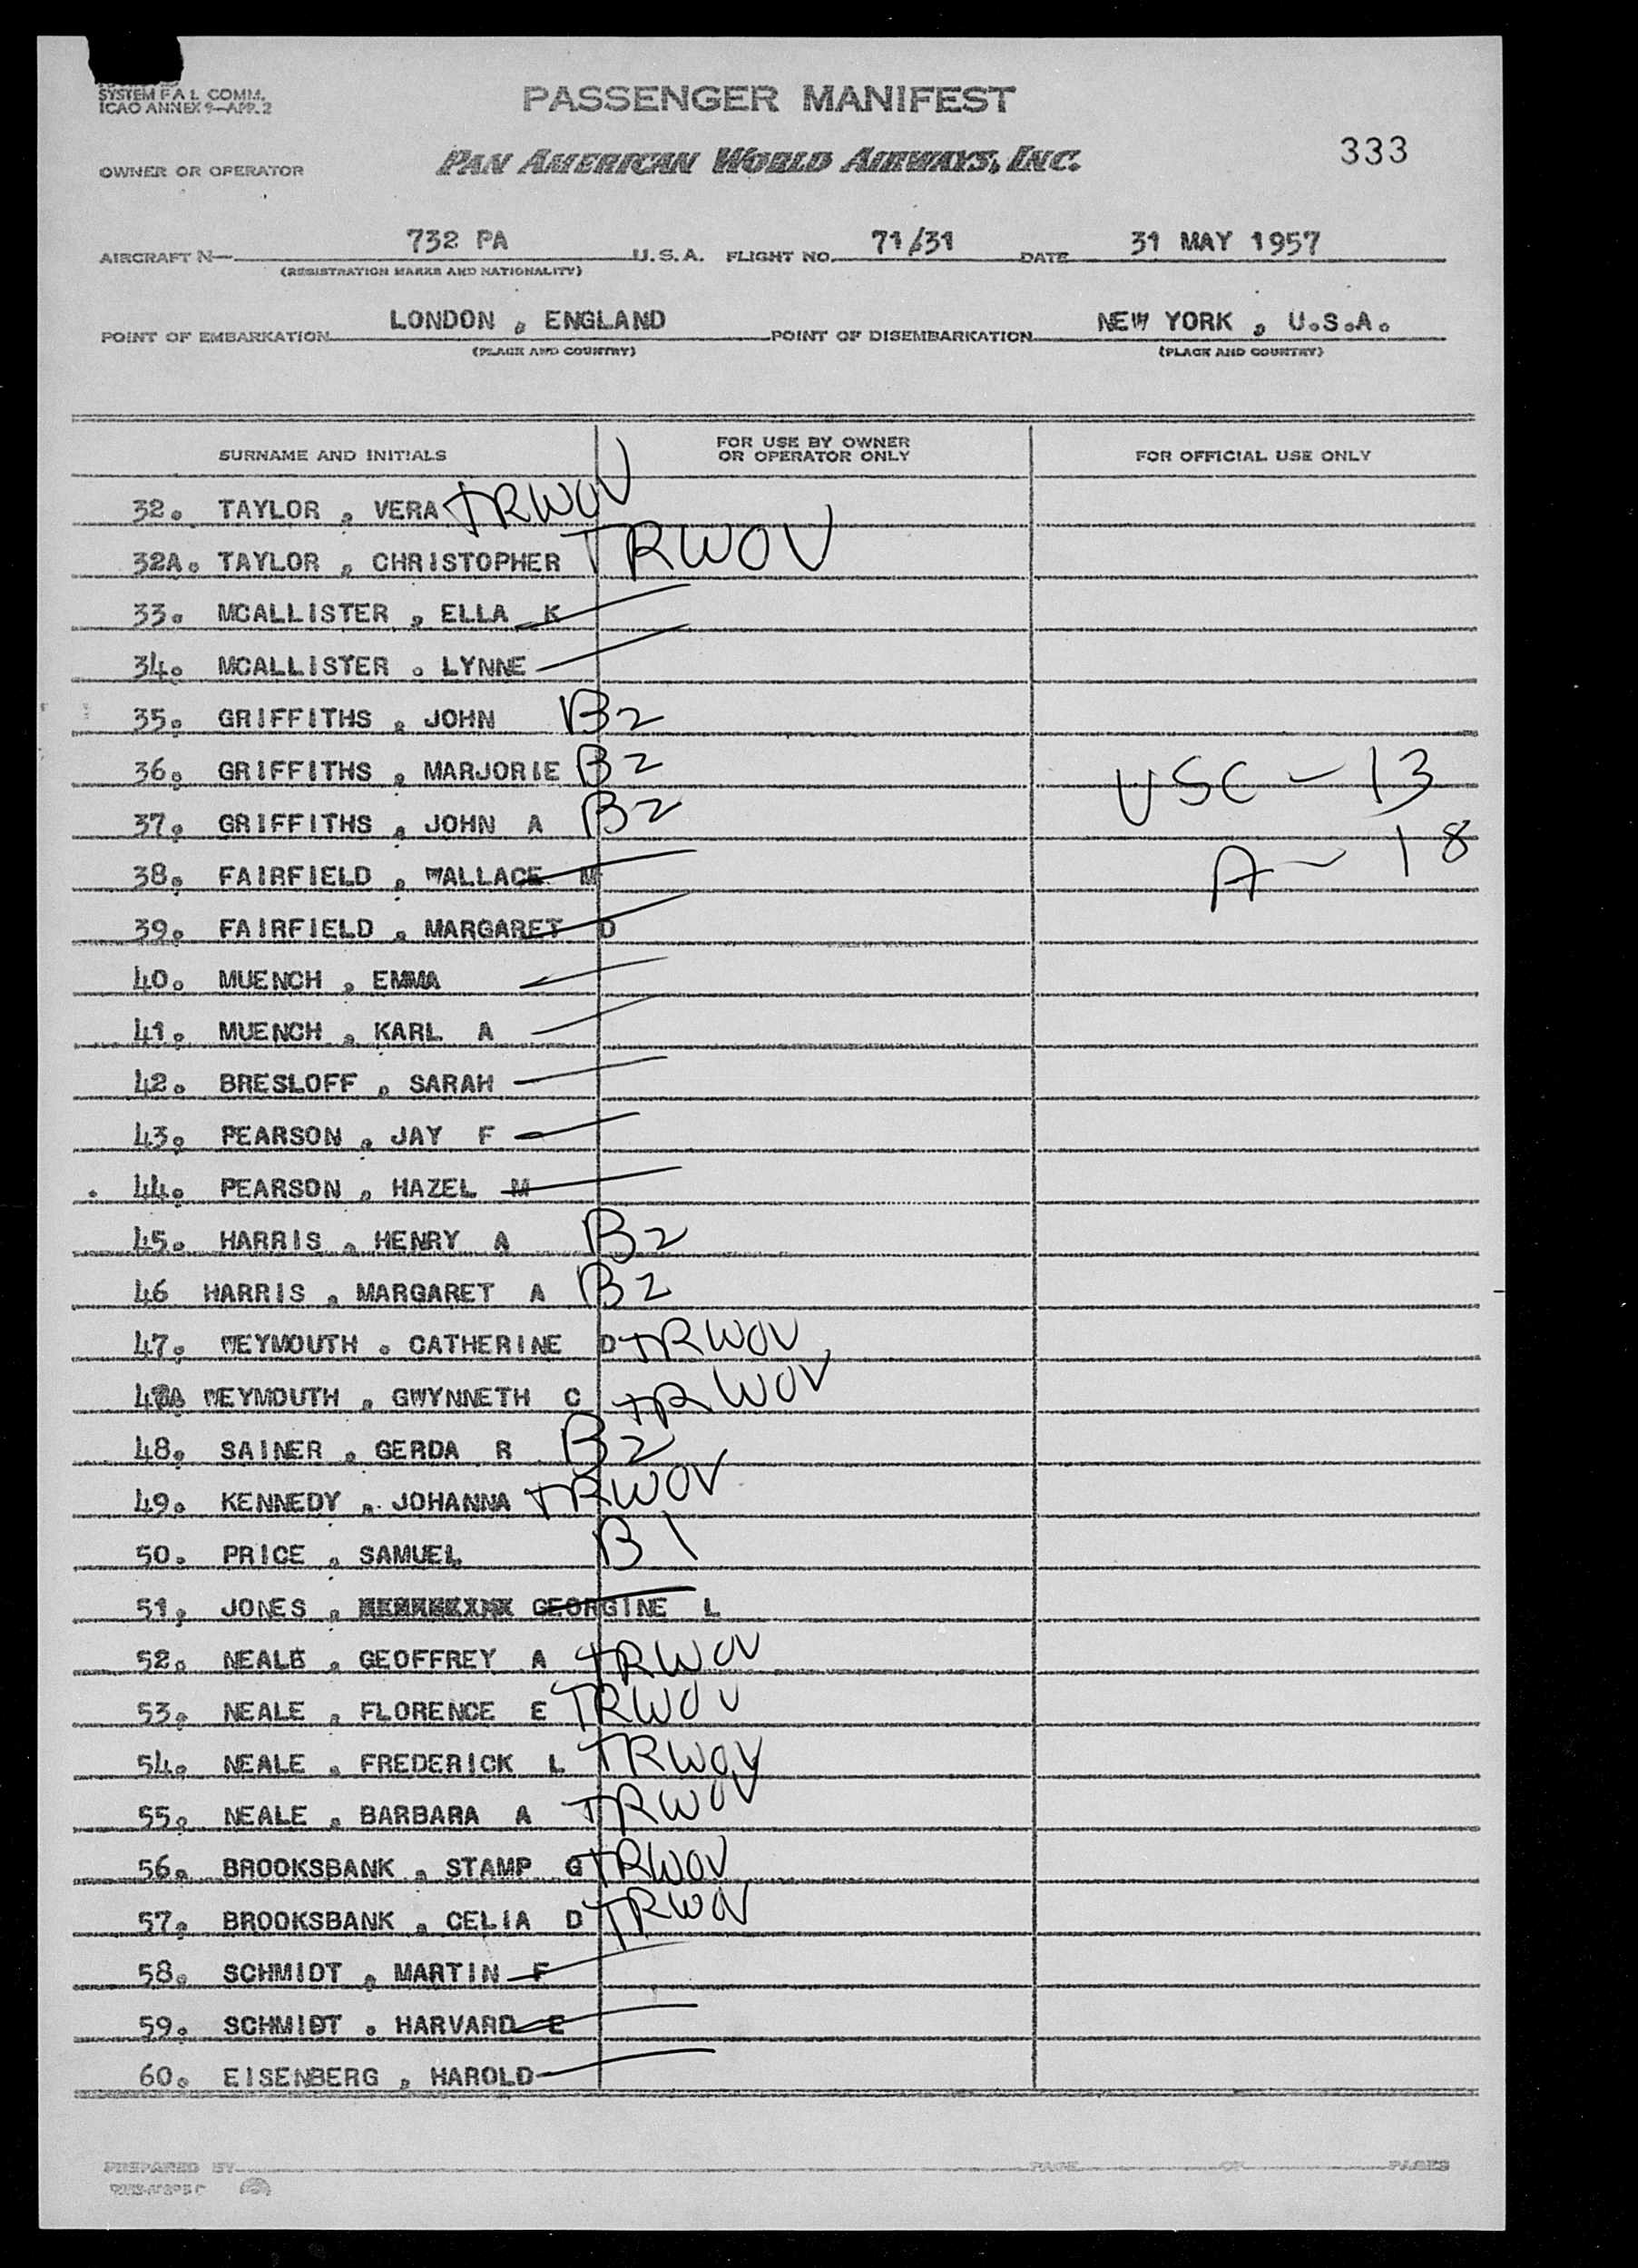 SYSTEM F A L COMM.
ICAO ANNEX 9—APP. 2
PASSENGER MANIFEST
333
OWNER OR OPERATOR PAN AMERICAN WORLD AIRWAYS, INC.
AIRCRAFT N— 732 PA U.S.A. FLIGHT NO. 71/31 DATE 31 MAY 1957
(REGISTRATION MARKS AND NATIONALITY)
POINT OF EMBARKATION LONDON , ENGLAND POINT OF DISEMBARKATION NEW YORK , U.S.A.
(PLACE AND COUNTRY) (PLACE AND COUNTRY)
SURNAME AND INITIALS FOR USE BY OWNER OR OPERATOR ONLY FOR OFFICIAL USE ONLY
32. TAYLOR , VERA TRWOV
32A. TAYLOR , CHRISTOPHER TRWOV
33. MCALLISTER , ELLA K
34. MCALLISTER , LYNNE
35. GRIFFITHS , JOHN B2
36. GRIFFITHS , MARJORIE B2 USC - 13
37. GRIFFITHS , JOHN A B2
38. FAIRFIELD , WALLACE M A - 18
39. FAIRFIELD , MARGARET D
40. MUENCH , EMMA
41. MUENCH , KARL A
42. BRESLOFF , SARAH
43. PEARSON , JAY F
44. PEARSON , HAZEL M
45. HARRIS , HENRY A B2
46 HARRIS , MARGARET A B2
47. WEYMOUTH , CATHERINE D TRWOV
47A WEYMOUTH , GWYNNETH C TRWOV
48. SAINER , GERDA R B2
49. KENNEDY , JOHANNA TRWOV
50. PRICE , SAMUEL B1
51, JONES , GEORGINE L
52. NEALE , GEOFFREY A TRWOV
53. NEALE , FLORENCE E TRWOV
54. NEALE , FREDERICK L TRWOV
55. NEALE , BARBARA A TRWOV
56. BROOKSBANK , STAMP G TRWOV
57. BROOKSBANK , CELIA D TRWOV
58. SCHMIDT , MARTIN F
59. SCHMIDT , HARVARD E
60. EISENBERG , HAROLD
PREPARED BY PAGE OF PAGES